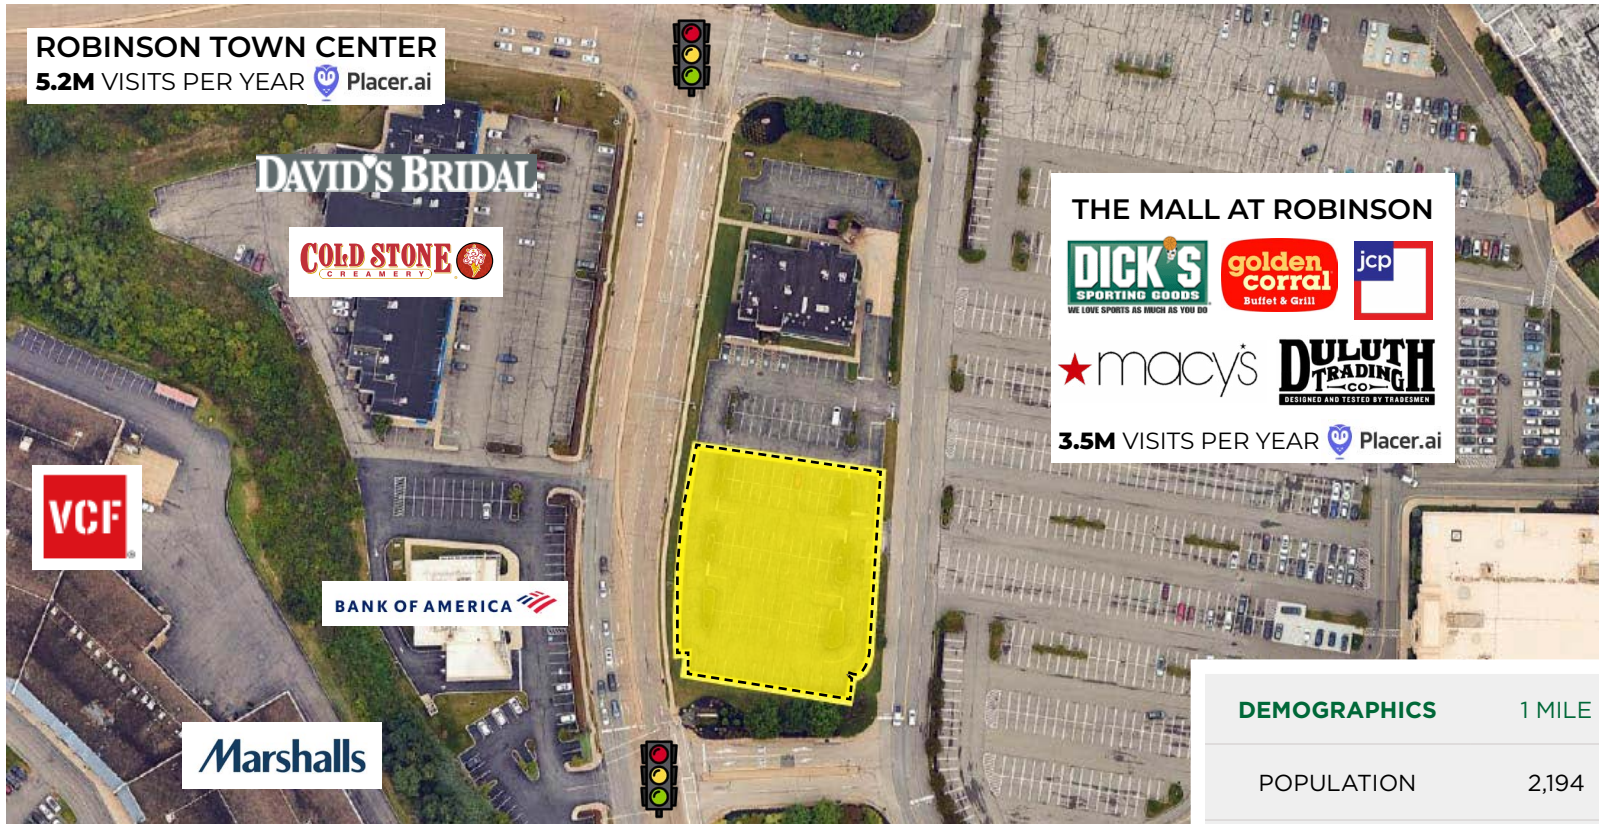 ROBINSON TOWN CENTER
5.2M VISITS PER YEAR Placer.ai
DAVID'S BRIDAL
COLD STONE
CREAMERY
THE MALL AT ROBINSON
DICK'S
SPORTING GOODS
WE LOVE SPORTS AS MUCH AS YOU DO
golden
corral
Buffet & Grill
jcp
macy's
DULUTH
TRADING
CO
DESIGNED AND TESTED BY TRADESMEN
3.5M VISITS PER YEAR Placer.ai
VCF
BANK OF AMERICA
Marshalls
DEMOGRAPHICS 1 MILE
POPULATION 2,194